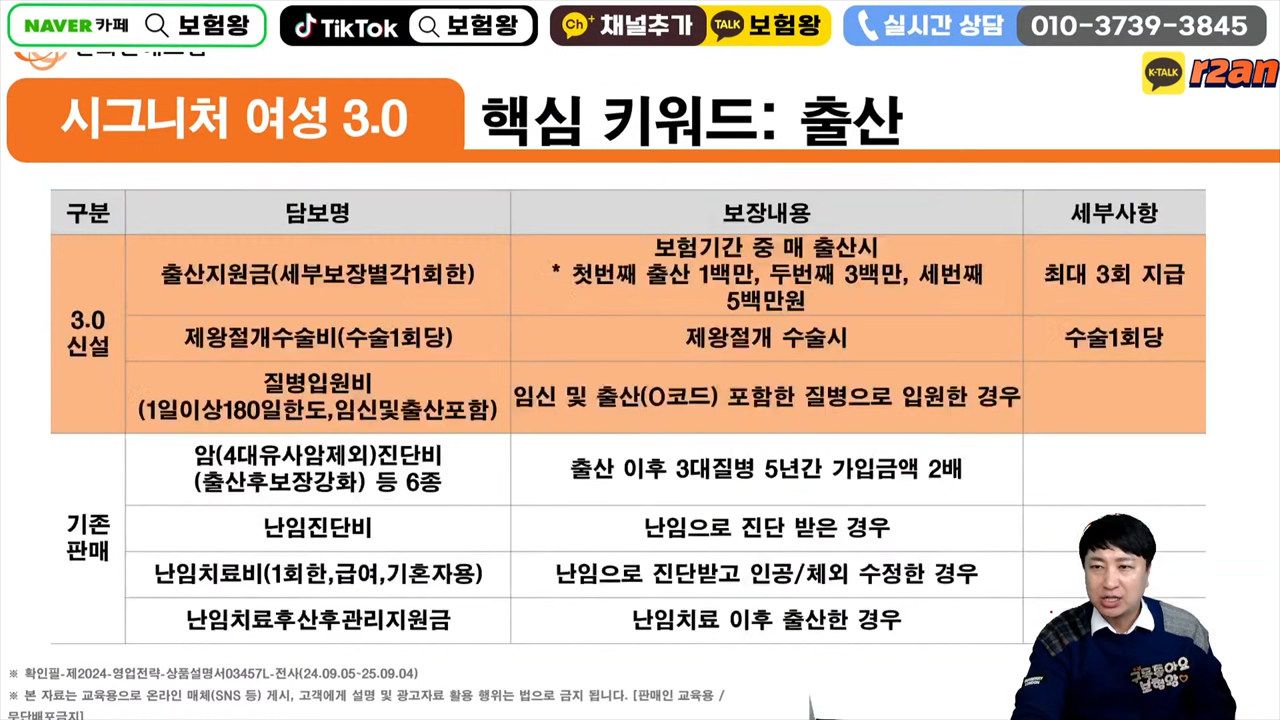 NAVER 카페 보험왕
TikTok 보험왕
Ch+ 채널추가 TALK 보험왕
실시간 상담 010-3739-3845
K-TALK r2an
시그니처 여성 3.0
핵심 키워드: 출산
구분 담보명 보장내용 세부사항
3.0
신설
출산지원금(세부보장별각1회한)
보험기간 중 매 출산시
* 첫번째 출산 1백만, 두번째 3백만, 세번째
5백만원
최대 3회 지급
제왕절개수술비(수술1회당) 제왕절개 수술시 수술1회당
질병입원비
(1일이상180일한도,임신및출산포함)
임신 및 출산(O코드) 포함한 질병으로 입원한 경우
기존
판매
암(4대유사암제외)진단비
(출산후보장강화) 등 6종
출산 이후 3대질병 5년간 가입금액 2배
난임진단비 난임으로 진단 받은 경우
난임치료비(1회한,급여,기혼자용) 난임으로 진단받고 인공/체외 수정한 경우
난임치료후산후관리지원금 난임치료 이후 출산한 경우
※ 확인필-제2024-영업전략-상품설명서03457L-전사(24.09.05~25.09.04)
※ 본 자료는 교육용으로 온라인 매체(SNS 등) 게시, 고객에게 설명 및 광고자료 활용 행위는 법으로 금지 됩니다. [판매인 교육용 /
무단배포금지]
보험왕